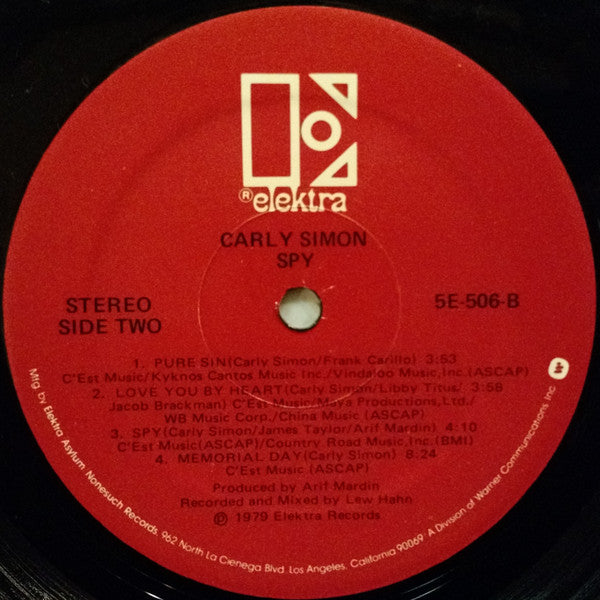 ® elektra
CARLY SIMON
SPY
STEREO
SIDE TWO
5E-506-B
1. PURE SIN(Carly Simon/Frank Carillo) 3:53
C'Est Music/Kyknos Cantos Music Inc./Vindaloo Music,Inc.(ASCAP)
2. LOVE YOU BY HEART(Carly Simon/Libby Titus/ 3:58
Jacob Brackman) C'Est Music/Maya Productions,Ltd./
WB Music Corp./China Music (ASCAP)
3. SPY(Carly Simon/James Taylor/Arif Mardin) 4:10
C'Est Music(ASCAP)/Country Road Music,Inc.(BMI)
4. MEMORIAL DAY(Carly Simon) 8:24
C'Est Music (ASCAP)
Produced by Arif Mardin
Recorded and Mixed by Lew Hahn
℗ 1979 Elektra Records
Mfg by Elektra Asylum Nonesuch Records, 962 North La Cienega Blvd. Los Angeles, California 90069 A Division of Warner Communications Inc